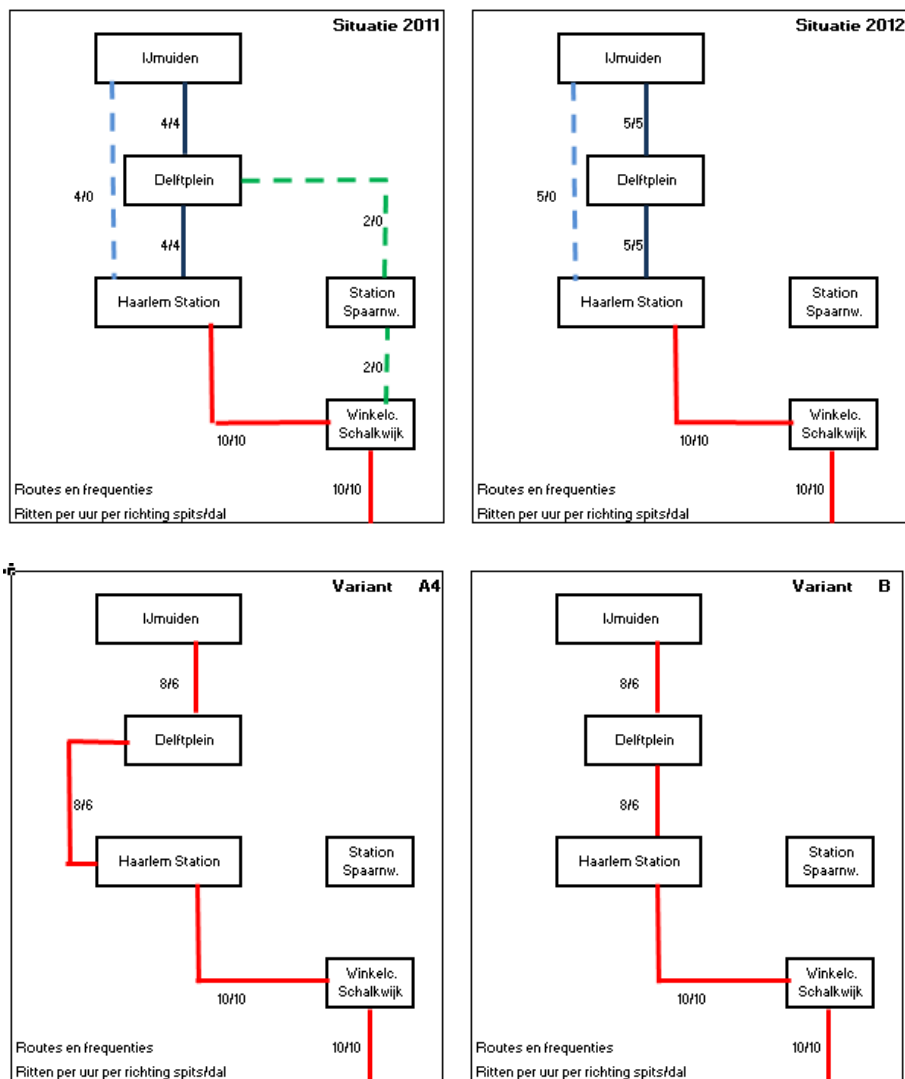 Situatie 2011
IJmuiden
4/4
Delftplein
4/0
2/0
4/4
Haarlem Station
Station
Spaarnw.
2/0
Winkelc.
Schalkwijk
10/10
Routes en frequenties
10/10
Ritten per uur per richting spits/dal
Situatie 2012
IJmuiden
5/5
Delftplein
5/0
5/5
Haarlem Station
Station
Spaarnw.
Winkelc.
Schalkwijk
10/10
Routes en frequenties
10/10
Ritten per uur per richting spits/dal
Variant A4
IJmuiden
8/6
Delftplein
8/6
Haarlem Station
Station
Spaarnw.
Winkelc.
Schalkwijk
10/10
Routes en frequenties
10/10
Ritten per uur per richting spits/dal
Variant B
IJmuiden
8/6
Delftplein
8/6
Haarlem Station
Station
Spaarnw.
Winkelc.
Schalkwijk
10/10
Routes en frequenties
10/10
Ritten per uur per richting spits/dal